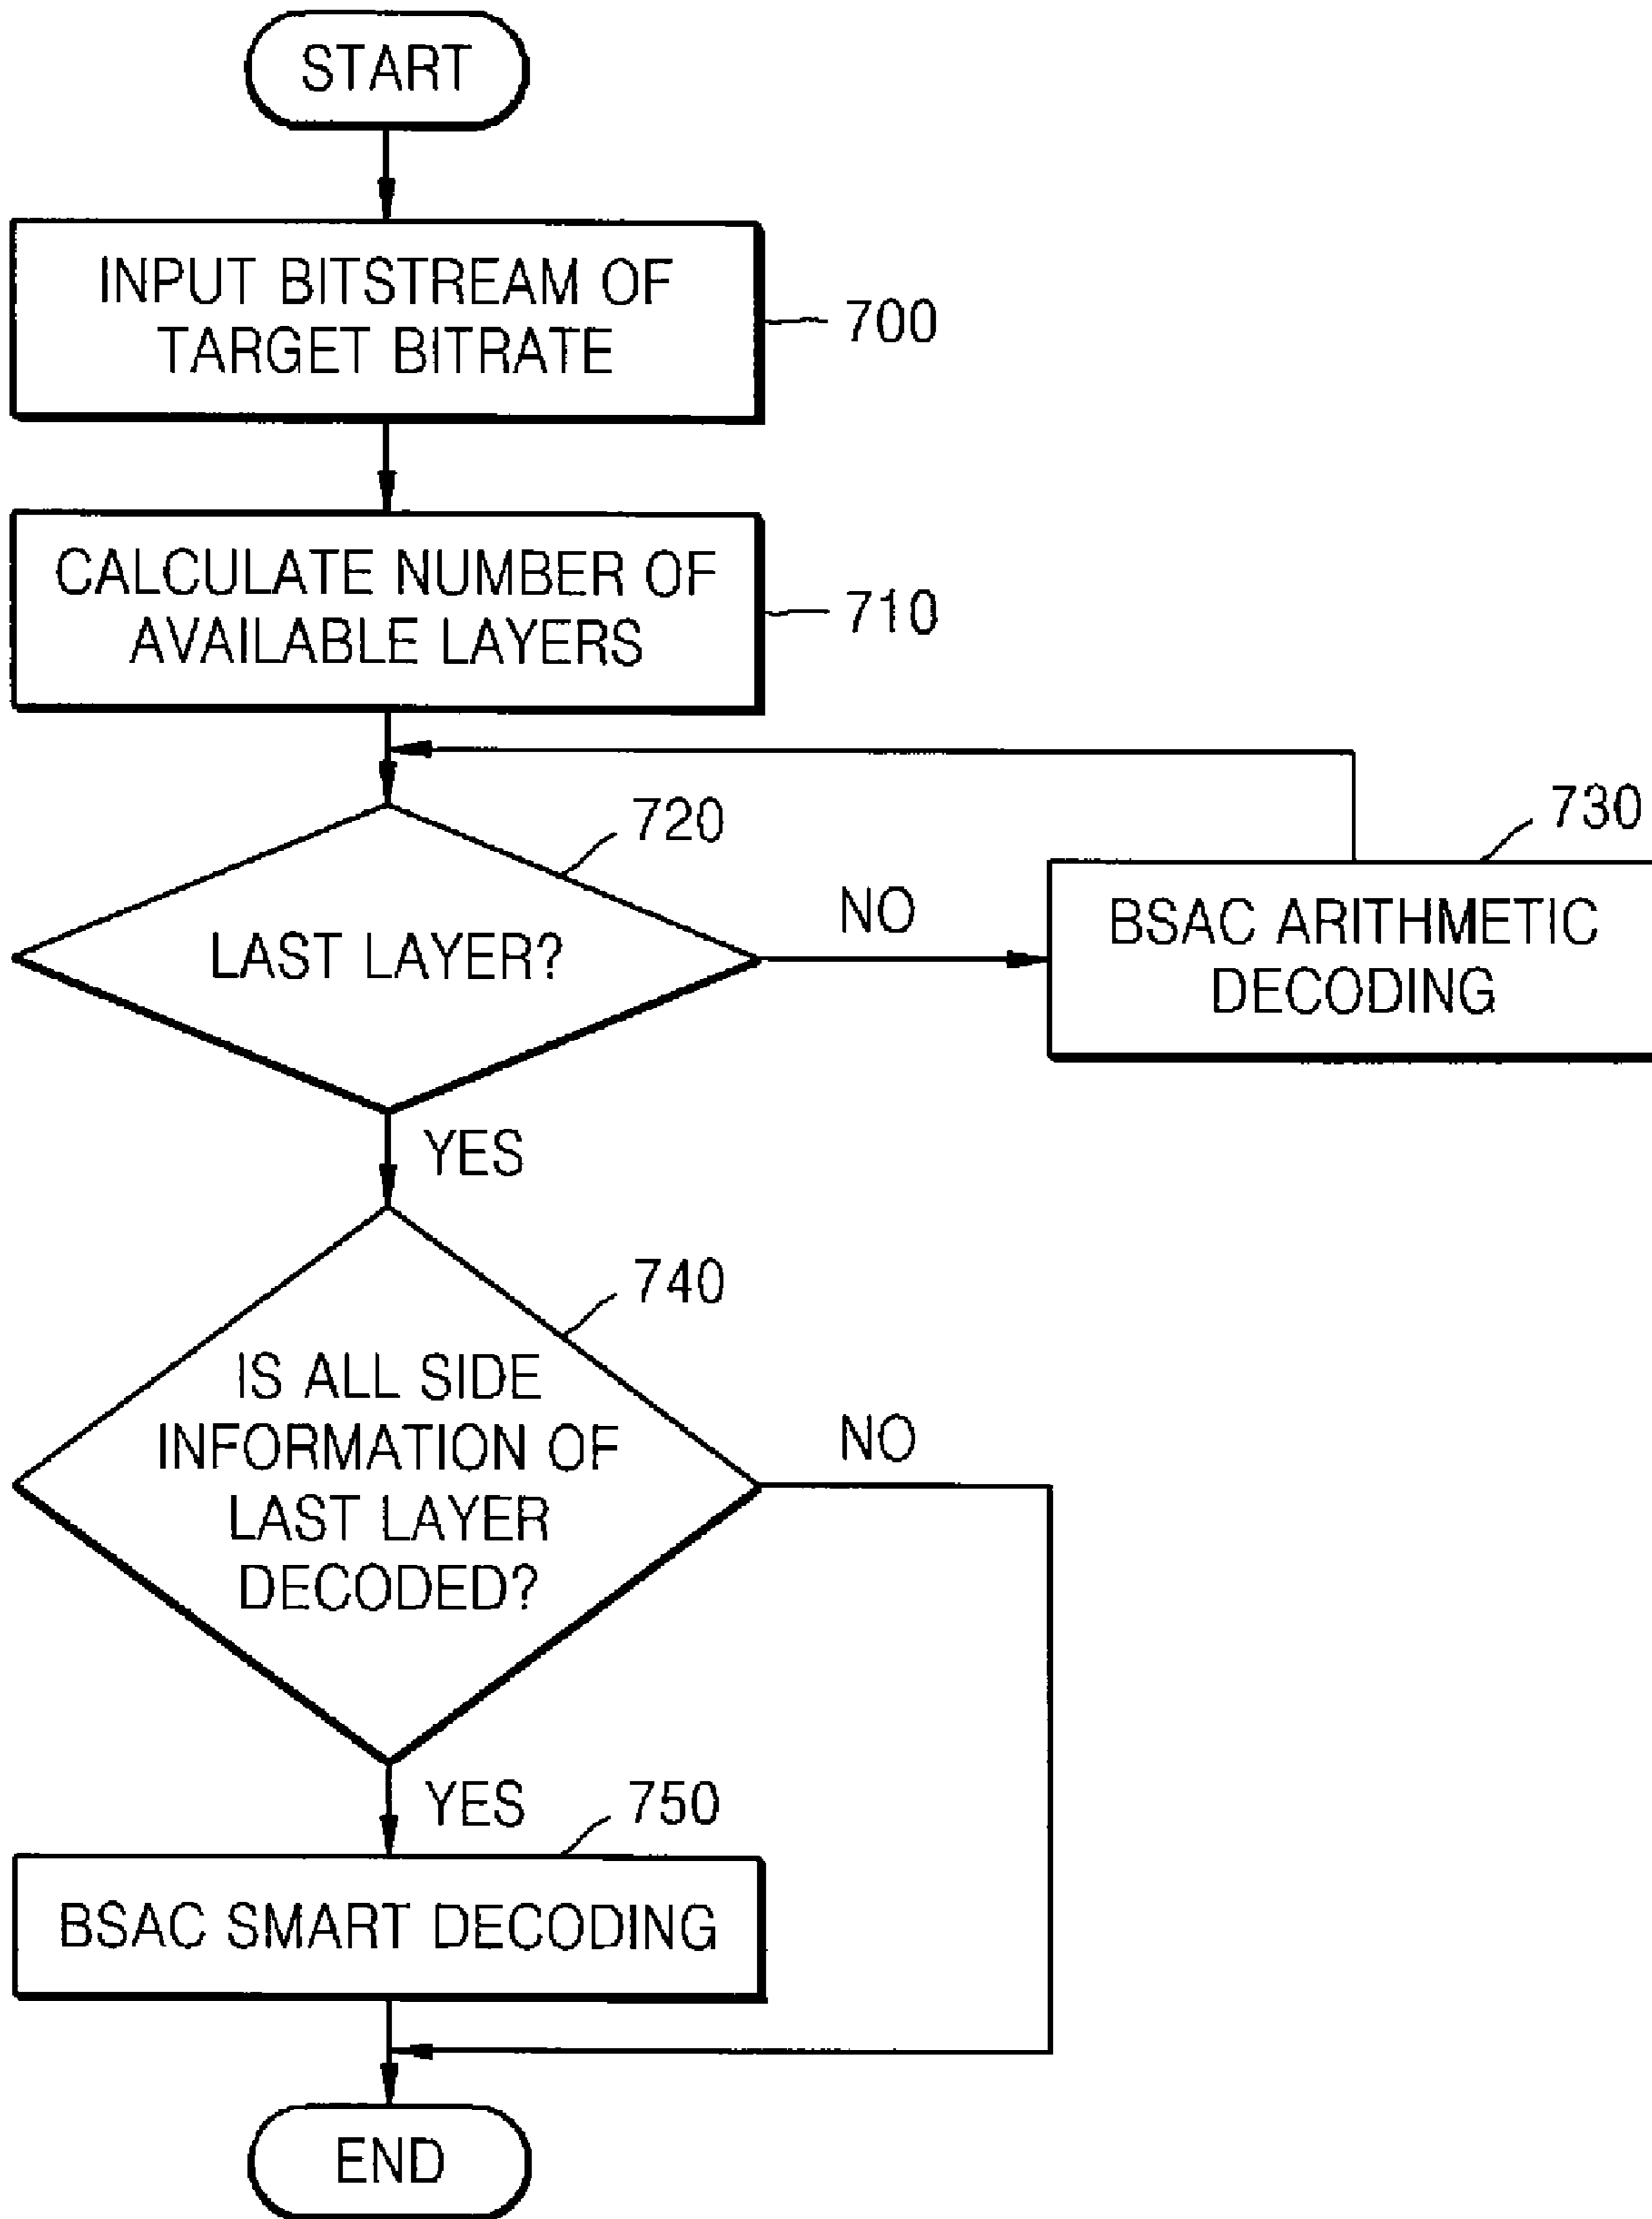 START
INPUT BITSTREAM OF
TARGET BITRATE
700
CALCULATE NUMBER OF
AVAILABLE LAYERS
710
720
LAST LAYER?
NO
730
BSAC ARITHMETIC
DECODING
YES
740
IS ALL SIDE
INFORMATION OF
LAST LAYER
DECODED?
NO
YES
750
BSAC SMART DECODING
END